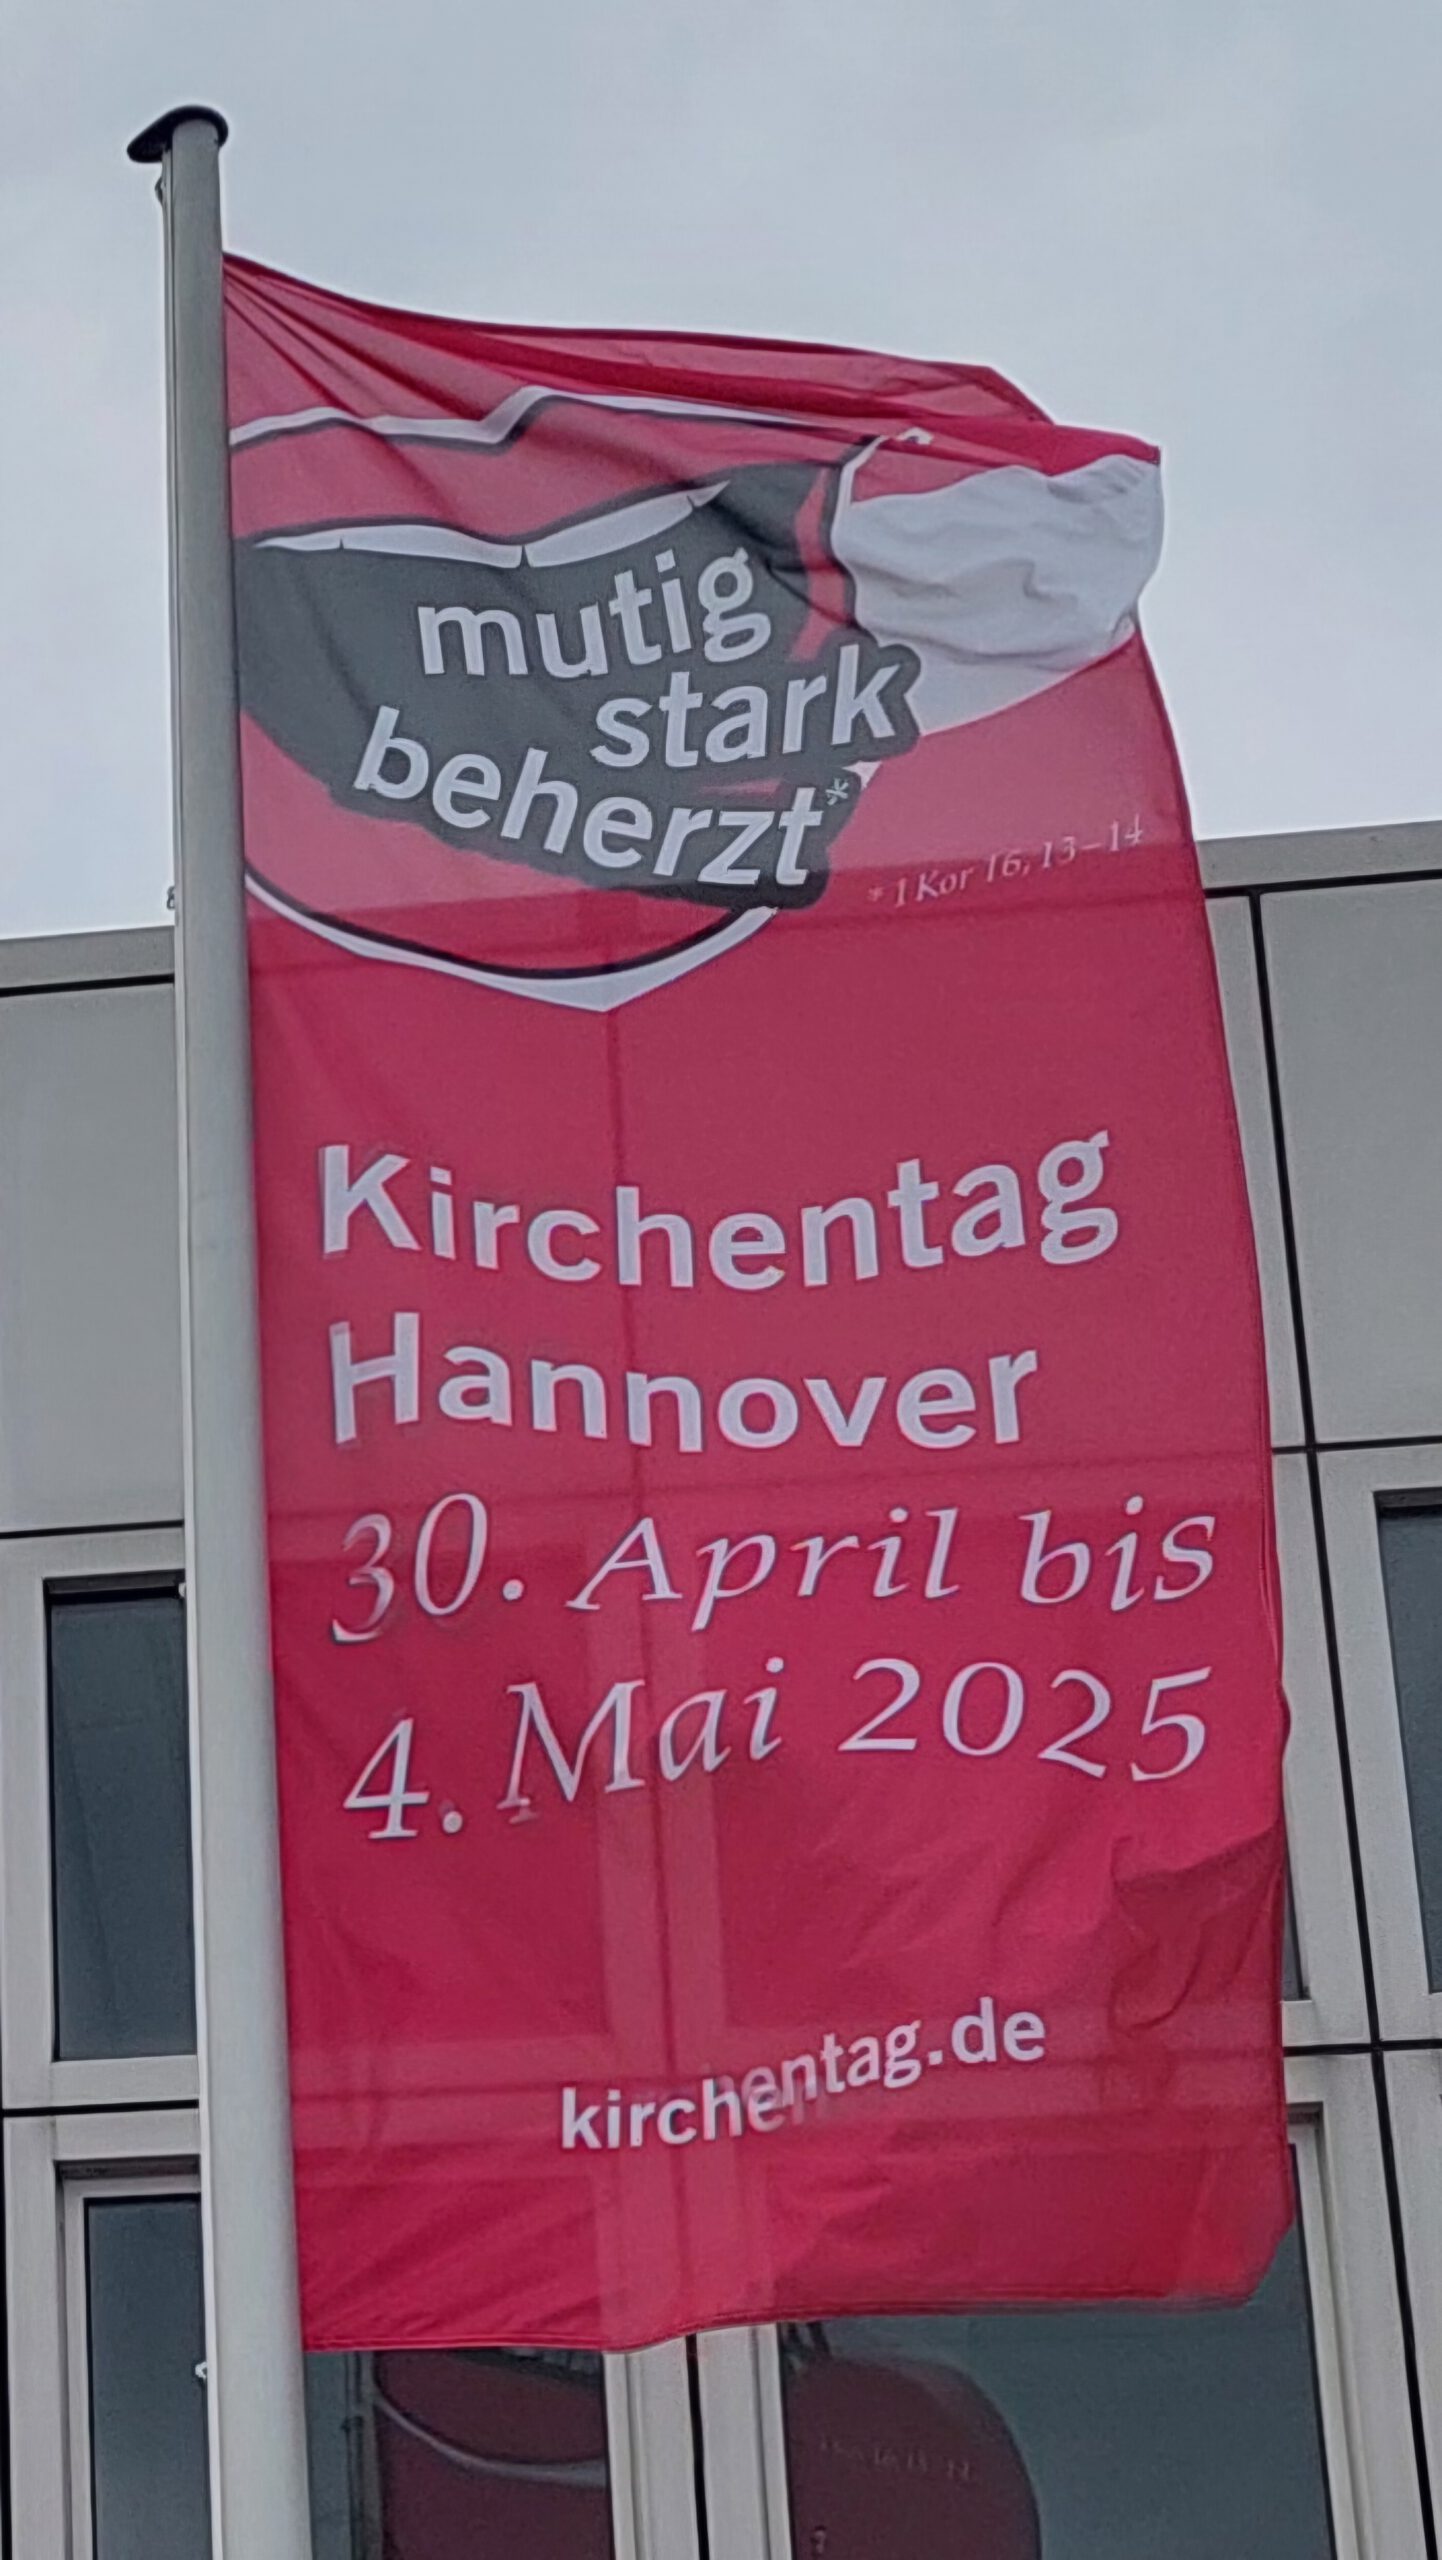 mutig
stark
beherzt*
* 1 Kor 16, 13–14
Kirchentag
Hannover
30. April bis
4. Mai 2025
kirchentag.de